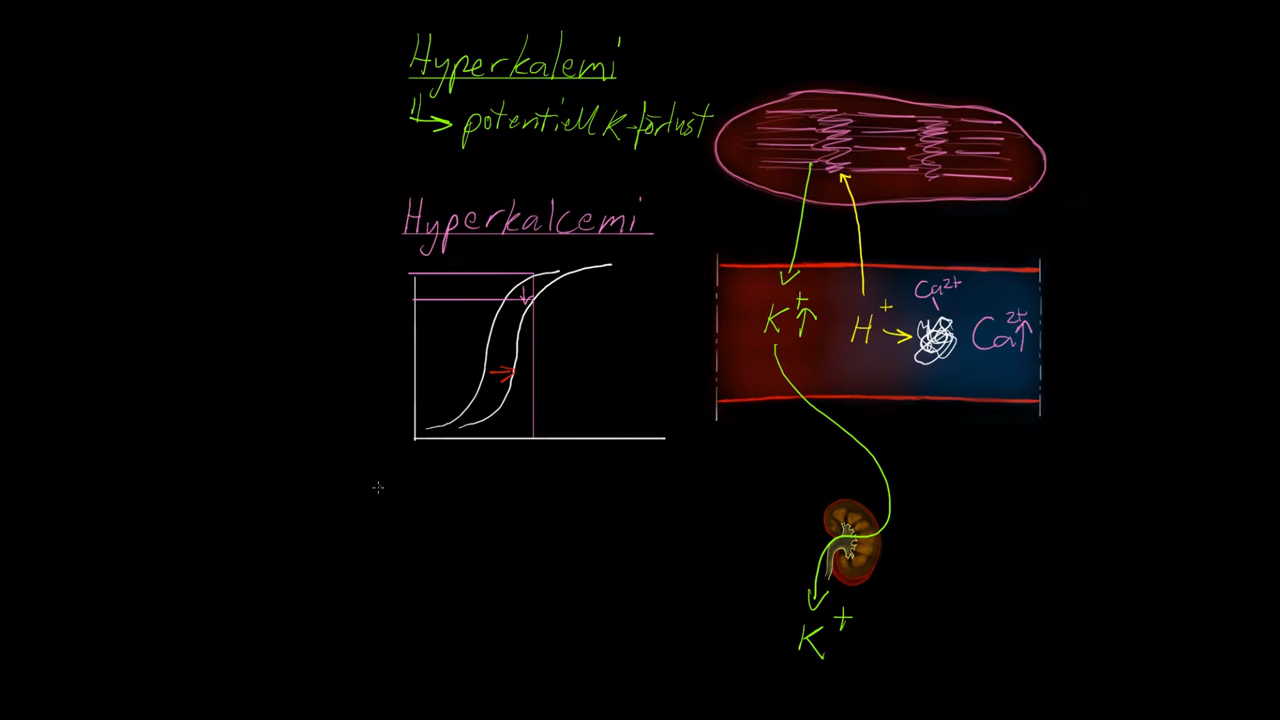 Hyperkalemi
↳ potentiell K-förlust
Hyperkalcemi
Ca²⁺
K⁺↑
H⁺
Ca²⁺↑
K⁺